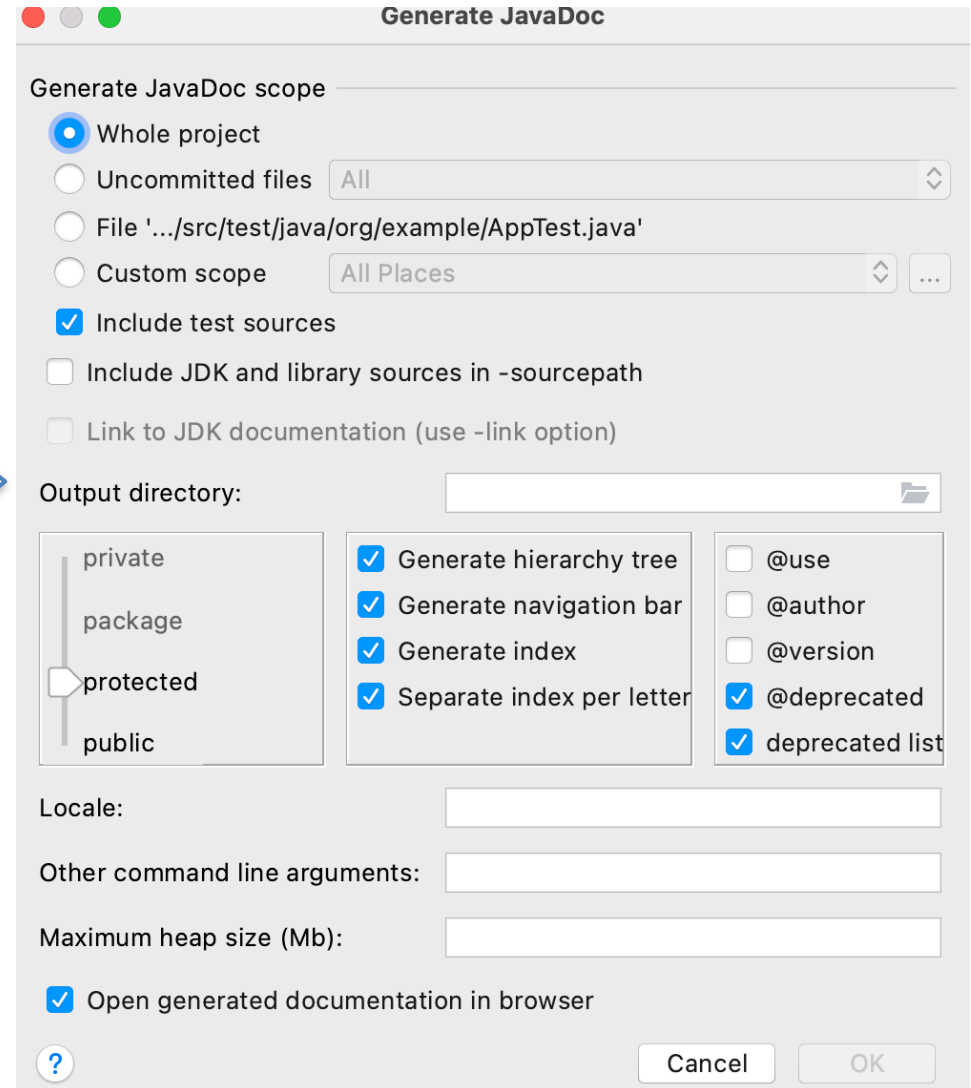 Generate JavaDoc
Generate JavaDoc scope
Whole project
Uncommitted files All
File '.../src/test/java/org/example/AppTest.java'
Custom scope All Places ...
Include test sources
Include JDK and library sources in -sourcepath
Link to JDK documentation (use -link option)
Output directory:
private
package
protected
public
Generate hierarchy tree
Generate navigation bar
Generate index
Separate index per letter
@use
@author
@version
@deprecated
deprecated list
Locale:
Other command line arguments:
Maximum heap size (Mb):
Open generated documentation in browser
? Cancel OK